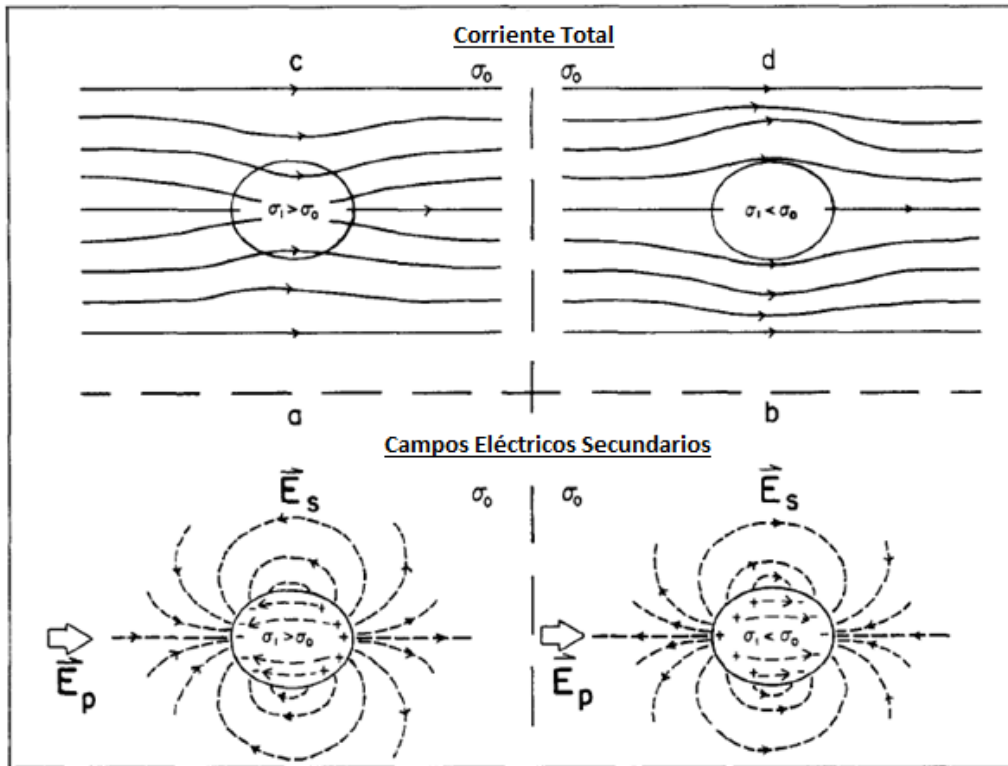 Corriente Total
c
σ₀ σ₀
d
σ₁ > σ₀
σ₁ < σ₀
a
b
Campos Eléctricos Secundarios
E⃗s
σ₀ σ₀
E⃗s
- σ₁ > σ₀ +
+ σ₁ < σ₀ -
E⃗p
E⃗p